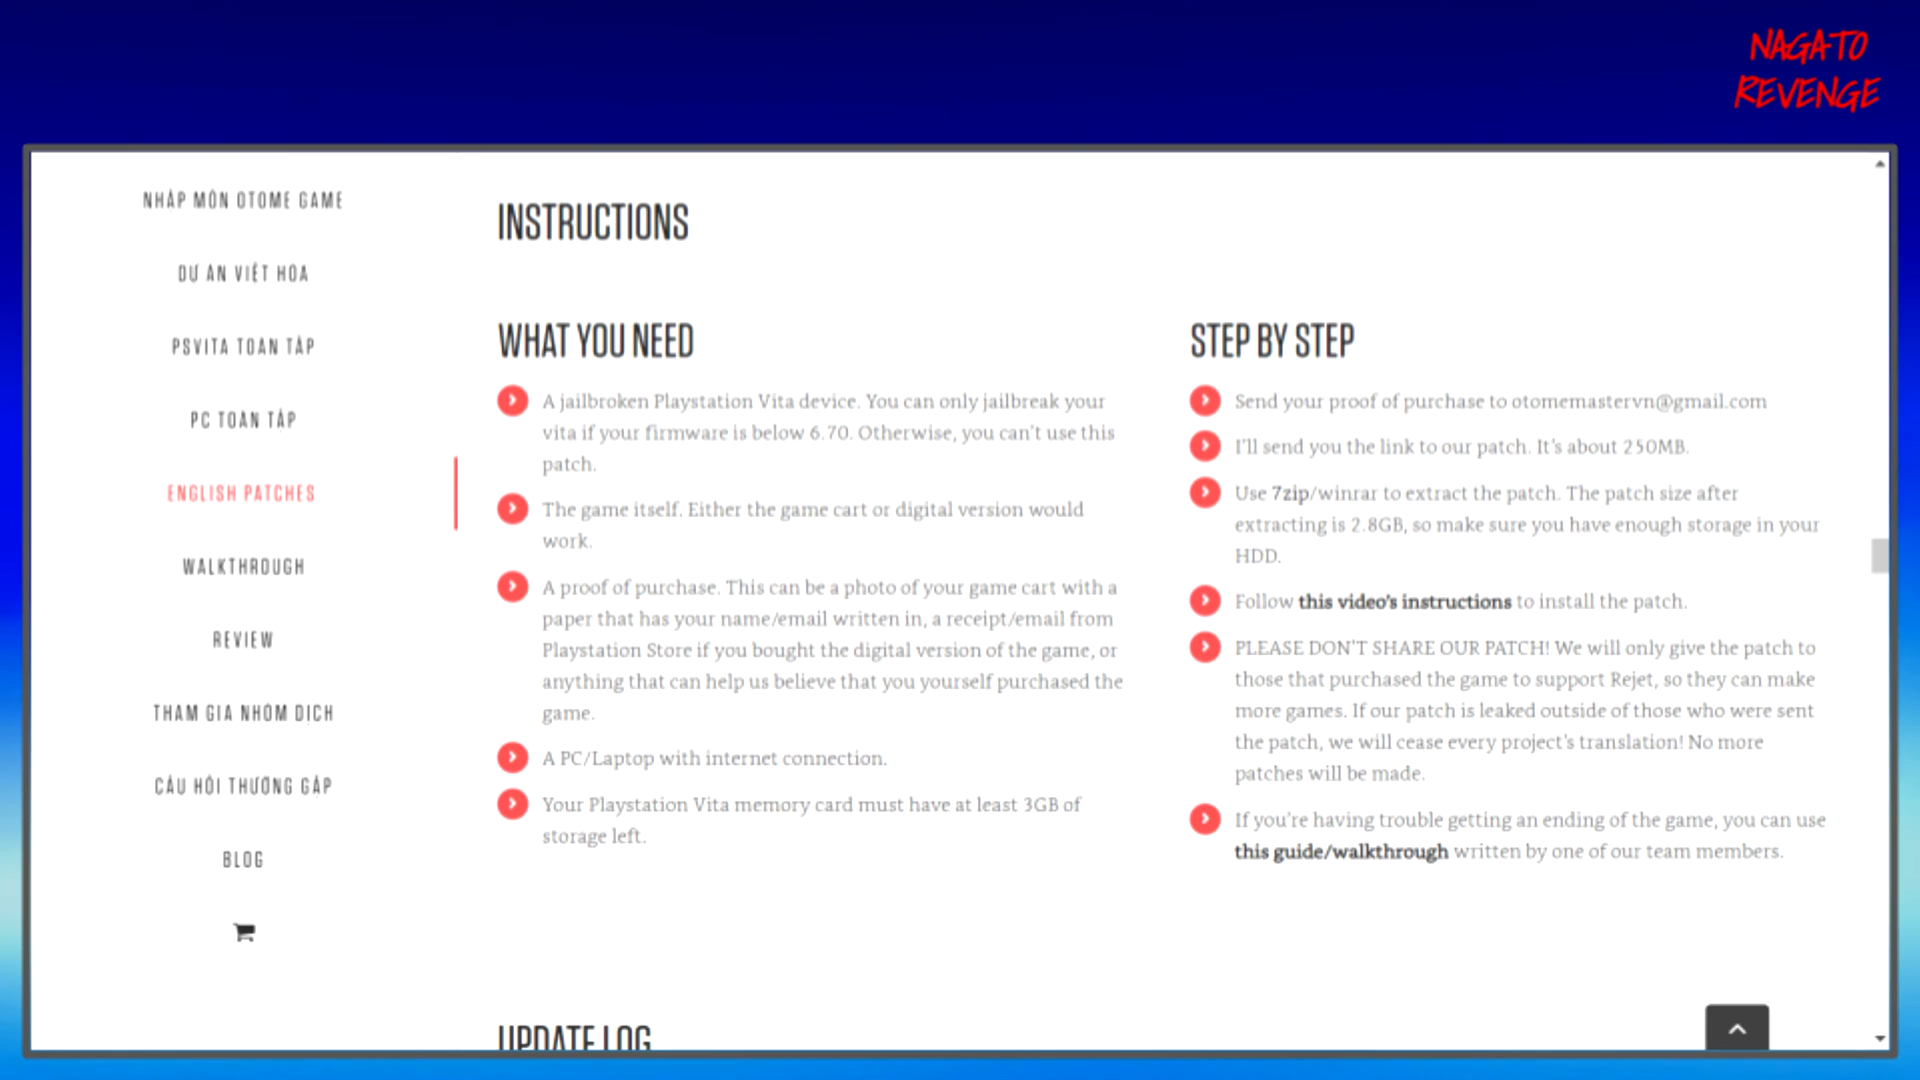 NAGATO
REVENGE
NHẬP MÔN OTOME GAME
DỰ ÁN VIỆT HÓA
PSVITA TOÀN TẬP
PC TOÀN TẬP
ENGLISH PATCHES
WALKTHROUGH
REVIEW
THAM GIA NHÓM DỊCH
CÂU HỎI THƯỜNG GẶP
BLOG
INSTRUCTIONS
WHAT YOU NEED
A jailbroken Playstation Vita device. You can only jailbreak your
vita if your firmware is below 6.70. Otherwise, you can't use this
patch.
The game itself. Either the game cart or digital version would
work.
A proof of purchase. This can be a photo of your game cart with a
paper that has your name/email written in, a receipt/email from
Playstation Store if you bought the digital version of the game, or
anything that can help us believe that you yourself purchased the
game.
A PC/Laptop with internet connection.
Your Playstation Vita memory card must have at least 3GB of
storage left.
STEP BY STEP
Send your proof of purchase to otomemastervn@gmail.com
I'll send you the link to our patch. It's about 250MB.
Use 7zip/winrar to extract the patch. The patch size after
extracting is 2.8GB, so make sure you have enough storage in your
HDD.
Follow this video's instructions to install the patch.
PLEASE DON'T SHARE OUR PATCH! We will only give the patch to
those that purchased the game to support Rejet, so they can make
more games. If our patch is leaked outside of those who were sent
the patch, we will cease every project's translation! No more
patches will be made.
If you're having trouble getting an ending of the game, you can use
this guide/walkthrough written by one of our team members.
UPDATE LOG